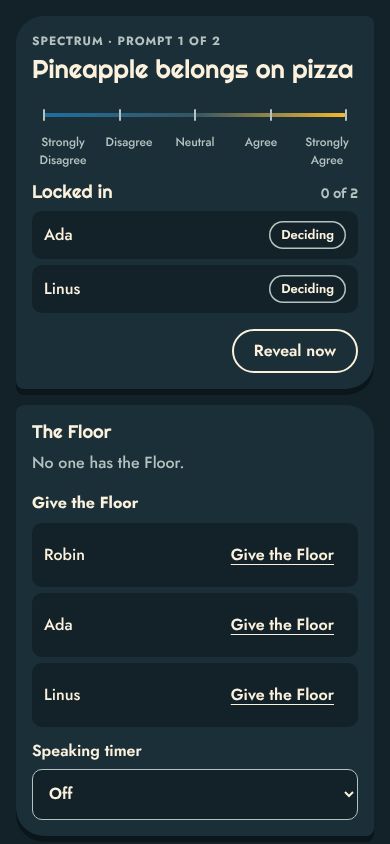 SPECTRUM · PROMPT 1 OF 2
Pineapple belongs on pizza
Strongly Disagree
Disagree
Neutral
Agree
Strongly Agree
Locked in
0 of 2
Ada
Deciding
Linus
Deciding
Reveal now
The Floor
No one has the Floor.
Give the Floor
Robin
Give the Floor
Ada
Give the Floor
Linus
Give the Floor
Speaking timer
Off